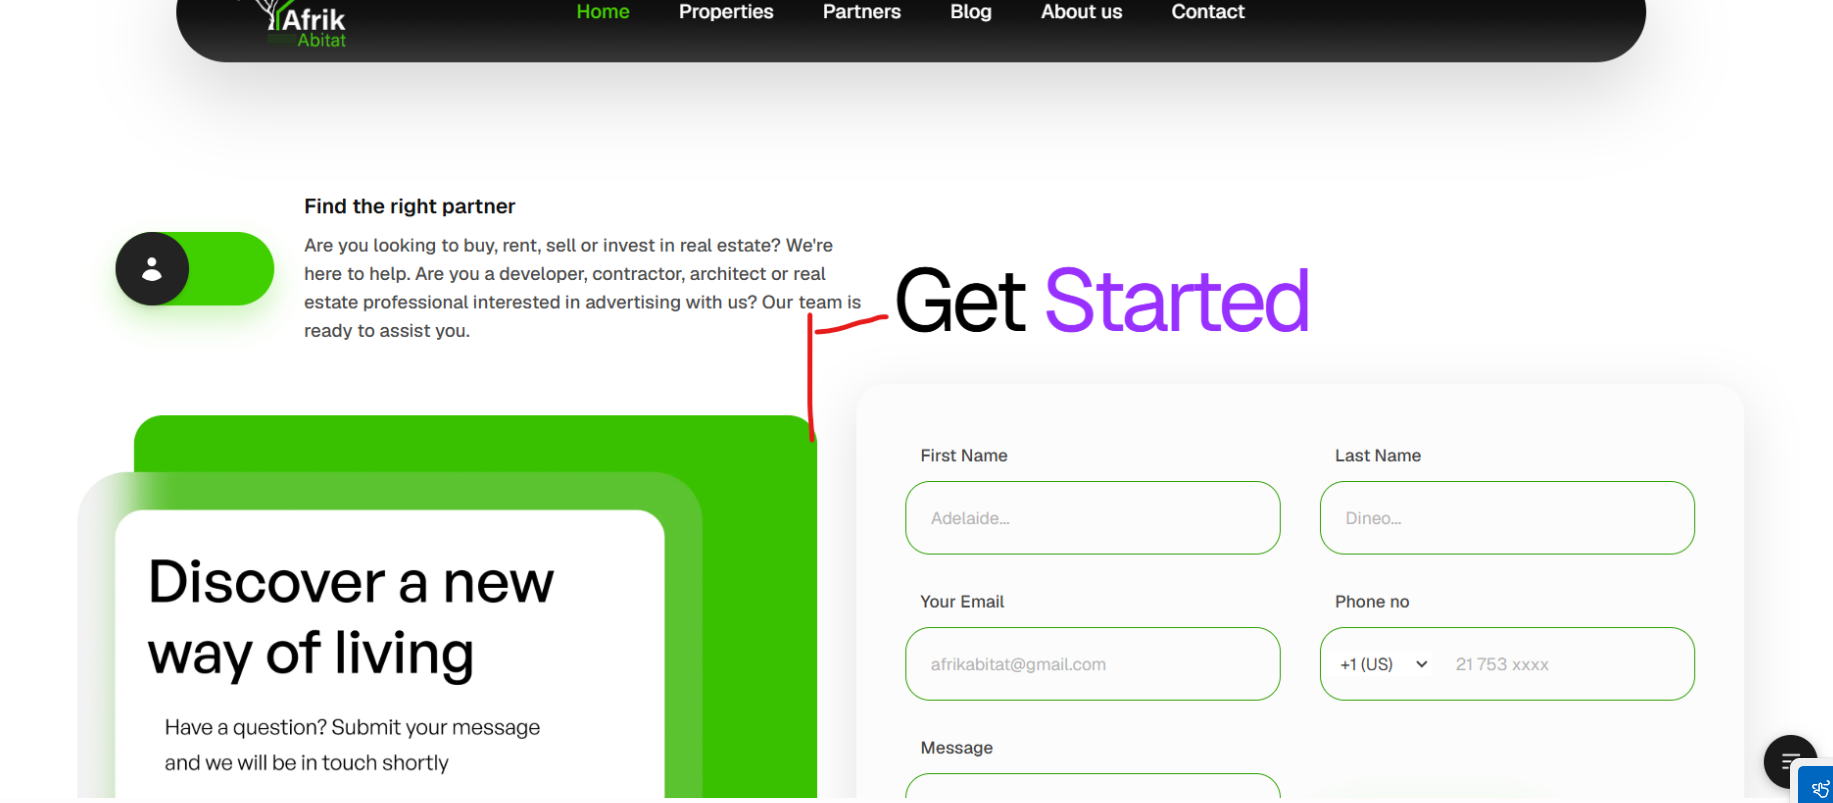 Afrik
Abitat
Home
Properties
Partners
Blog
About us
Contact
Find the right partner
Are you looking to buy, rent, sell or invest in real estate? We're
here to help. Are you a developer, contractor, architect or real
estate professional interested in advertising with us? Our team is
ready to assist you.
Get Started
Discover a new
way of living
Have a question? Submit your message
and we will be in touch shortly
First Name
Last Name
Adelaide...
Dineo...
Your Email
Phone no
afrikabitat@gmail.com
+1 (US)
21 753 xxxx
Message